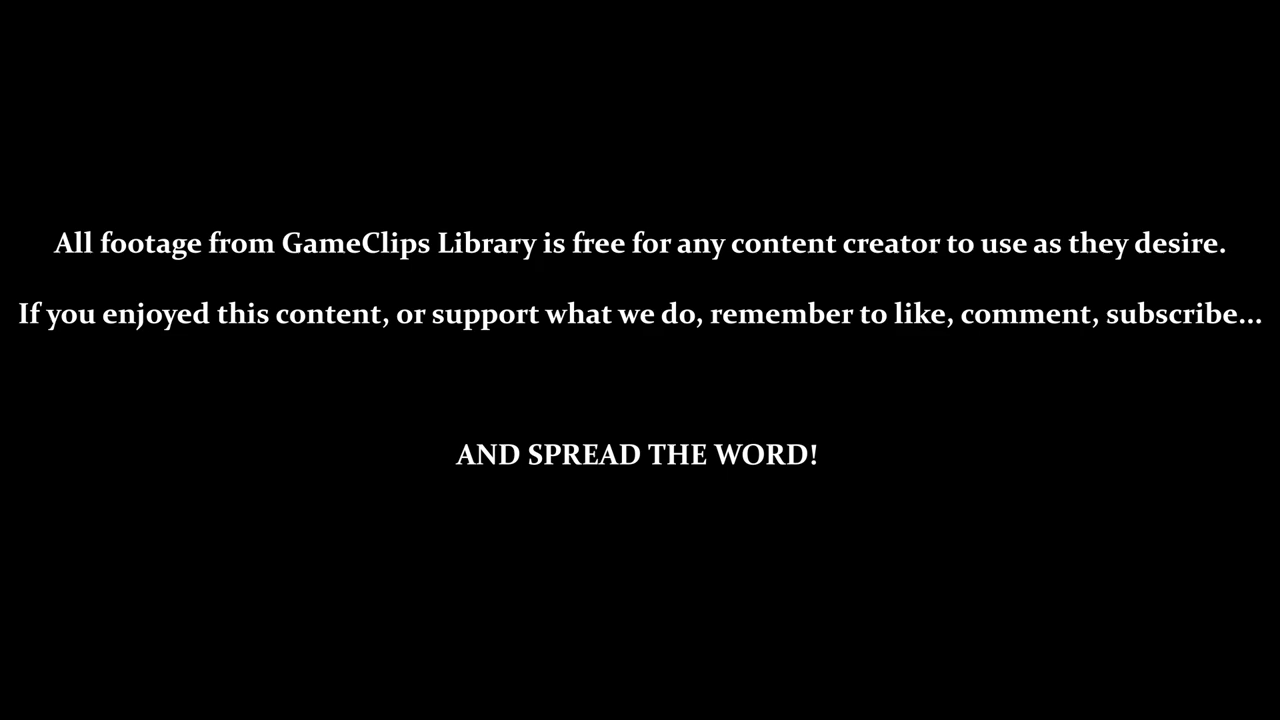 All footage from GameClips Library is free for any content creator to use as they desire.
If you enjoyed this content, or support what we do, remember to like, comment, subscribe...
AND SPREAD THE WORD!